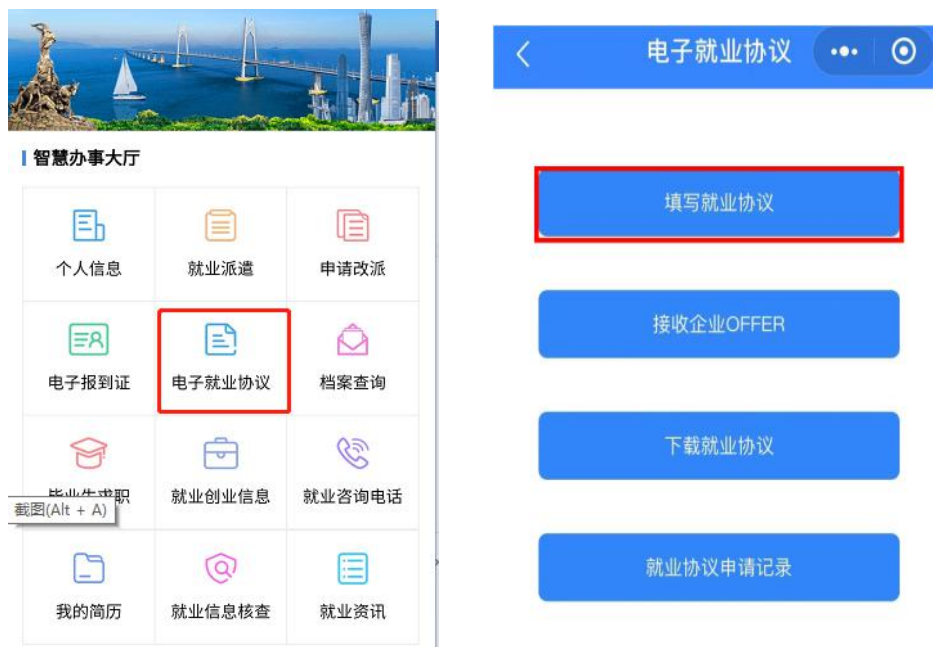 智慧办事大厅
个人信息
就业派遣
申请改派
电子报到证
电子就业协议
档案查询
毕业生求职
就业创业信息
就业咨询电话
截图(Alt + A)
我的简历
就业信息核查
就业资讯
电子就业协议
填写就业协议
接收企业OFFER
下载就业协议
就业协议申请记录